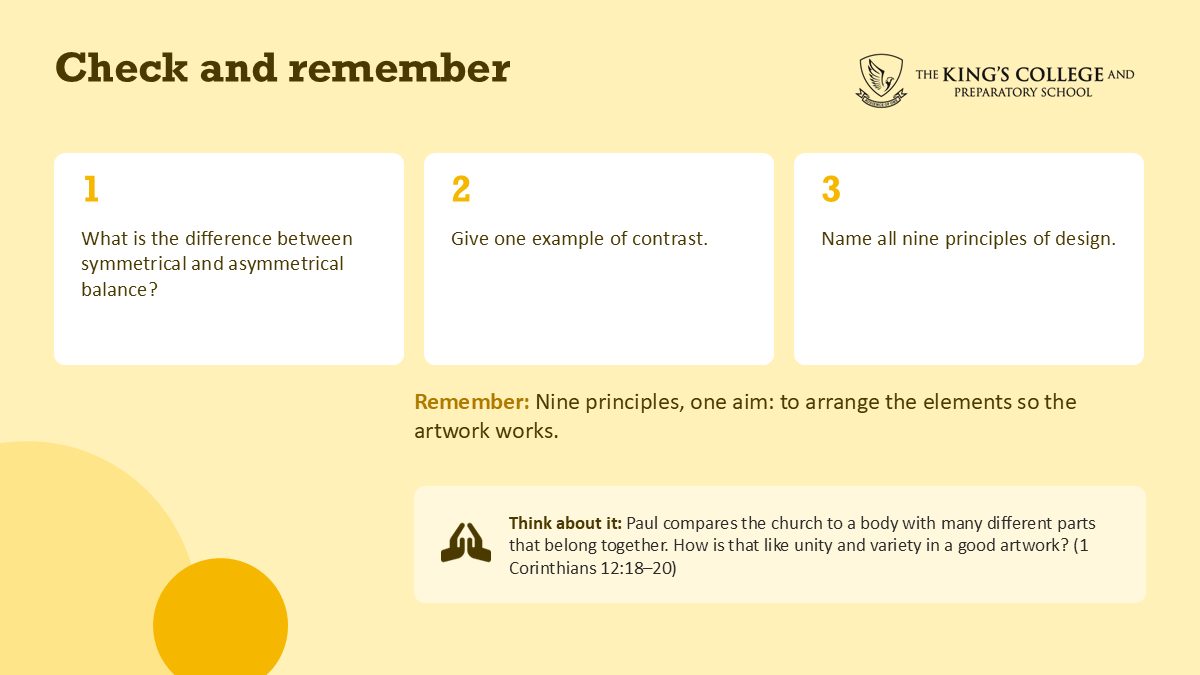 Check and remember
THE KING'S COLLEGE AND
PREPARATORY SCHOOL
1
What is the difference between
symmetrical and asymmetrical
balance?
2
Give one example of contrast.
3
Name all nine principles of design.
Remember: Nine principles, one aim: to arrange the elements so the
artwork works.
Think about it: Paul compares the church to a body with many different parts
that belong together. How is that like unity and variety in a good artwork? (1
Corinthians 12:18–20)